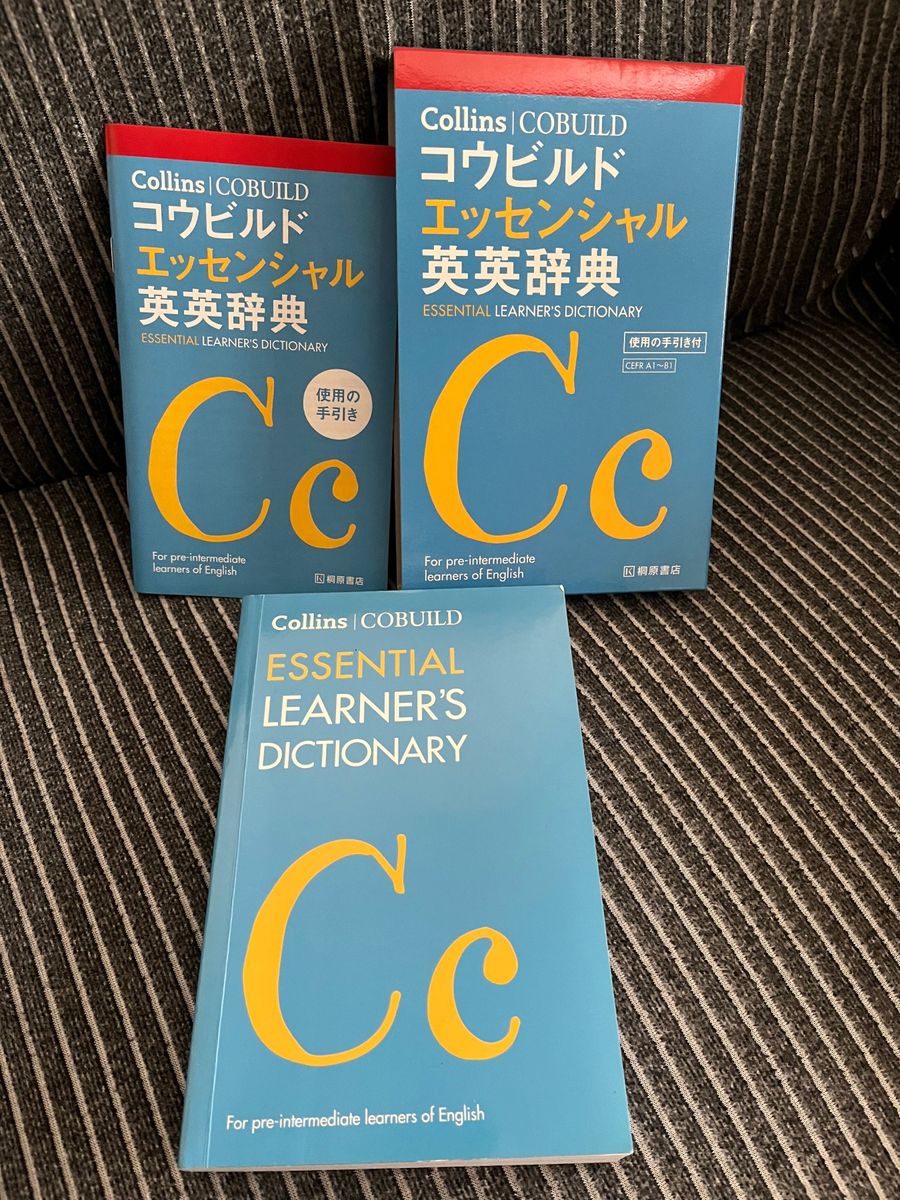 Collins | COBUILD
コウビルド
エッセンシャル
英英辞典
ESSENTIAL LEARNER'S DICTIONARY
使用の
手引き
Cc
For pre-intermediate
learners of English
K 桐原書店
Collins | COBUILD
コウビルド
エッセンシャル
英英辞典
ESSENTIAL LEARNER'S DICTIONARY
使用の手引き付
CEFR A1〜B1
Cc
For pre-intermediate
learners of English
K 桐原書店
Collins | COBUILD
ESSENTIAL
LEARNER'S
DICTIONARY
Cc
For pre-intermediate learners of English